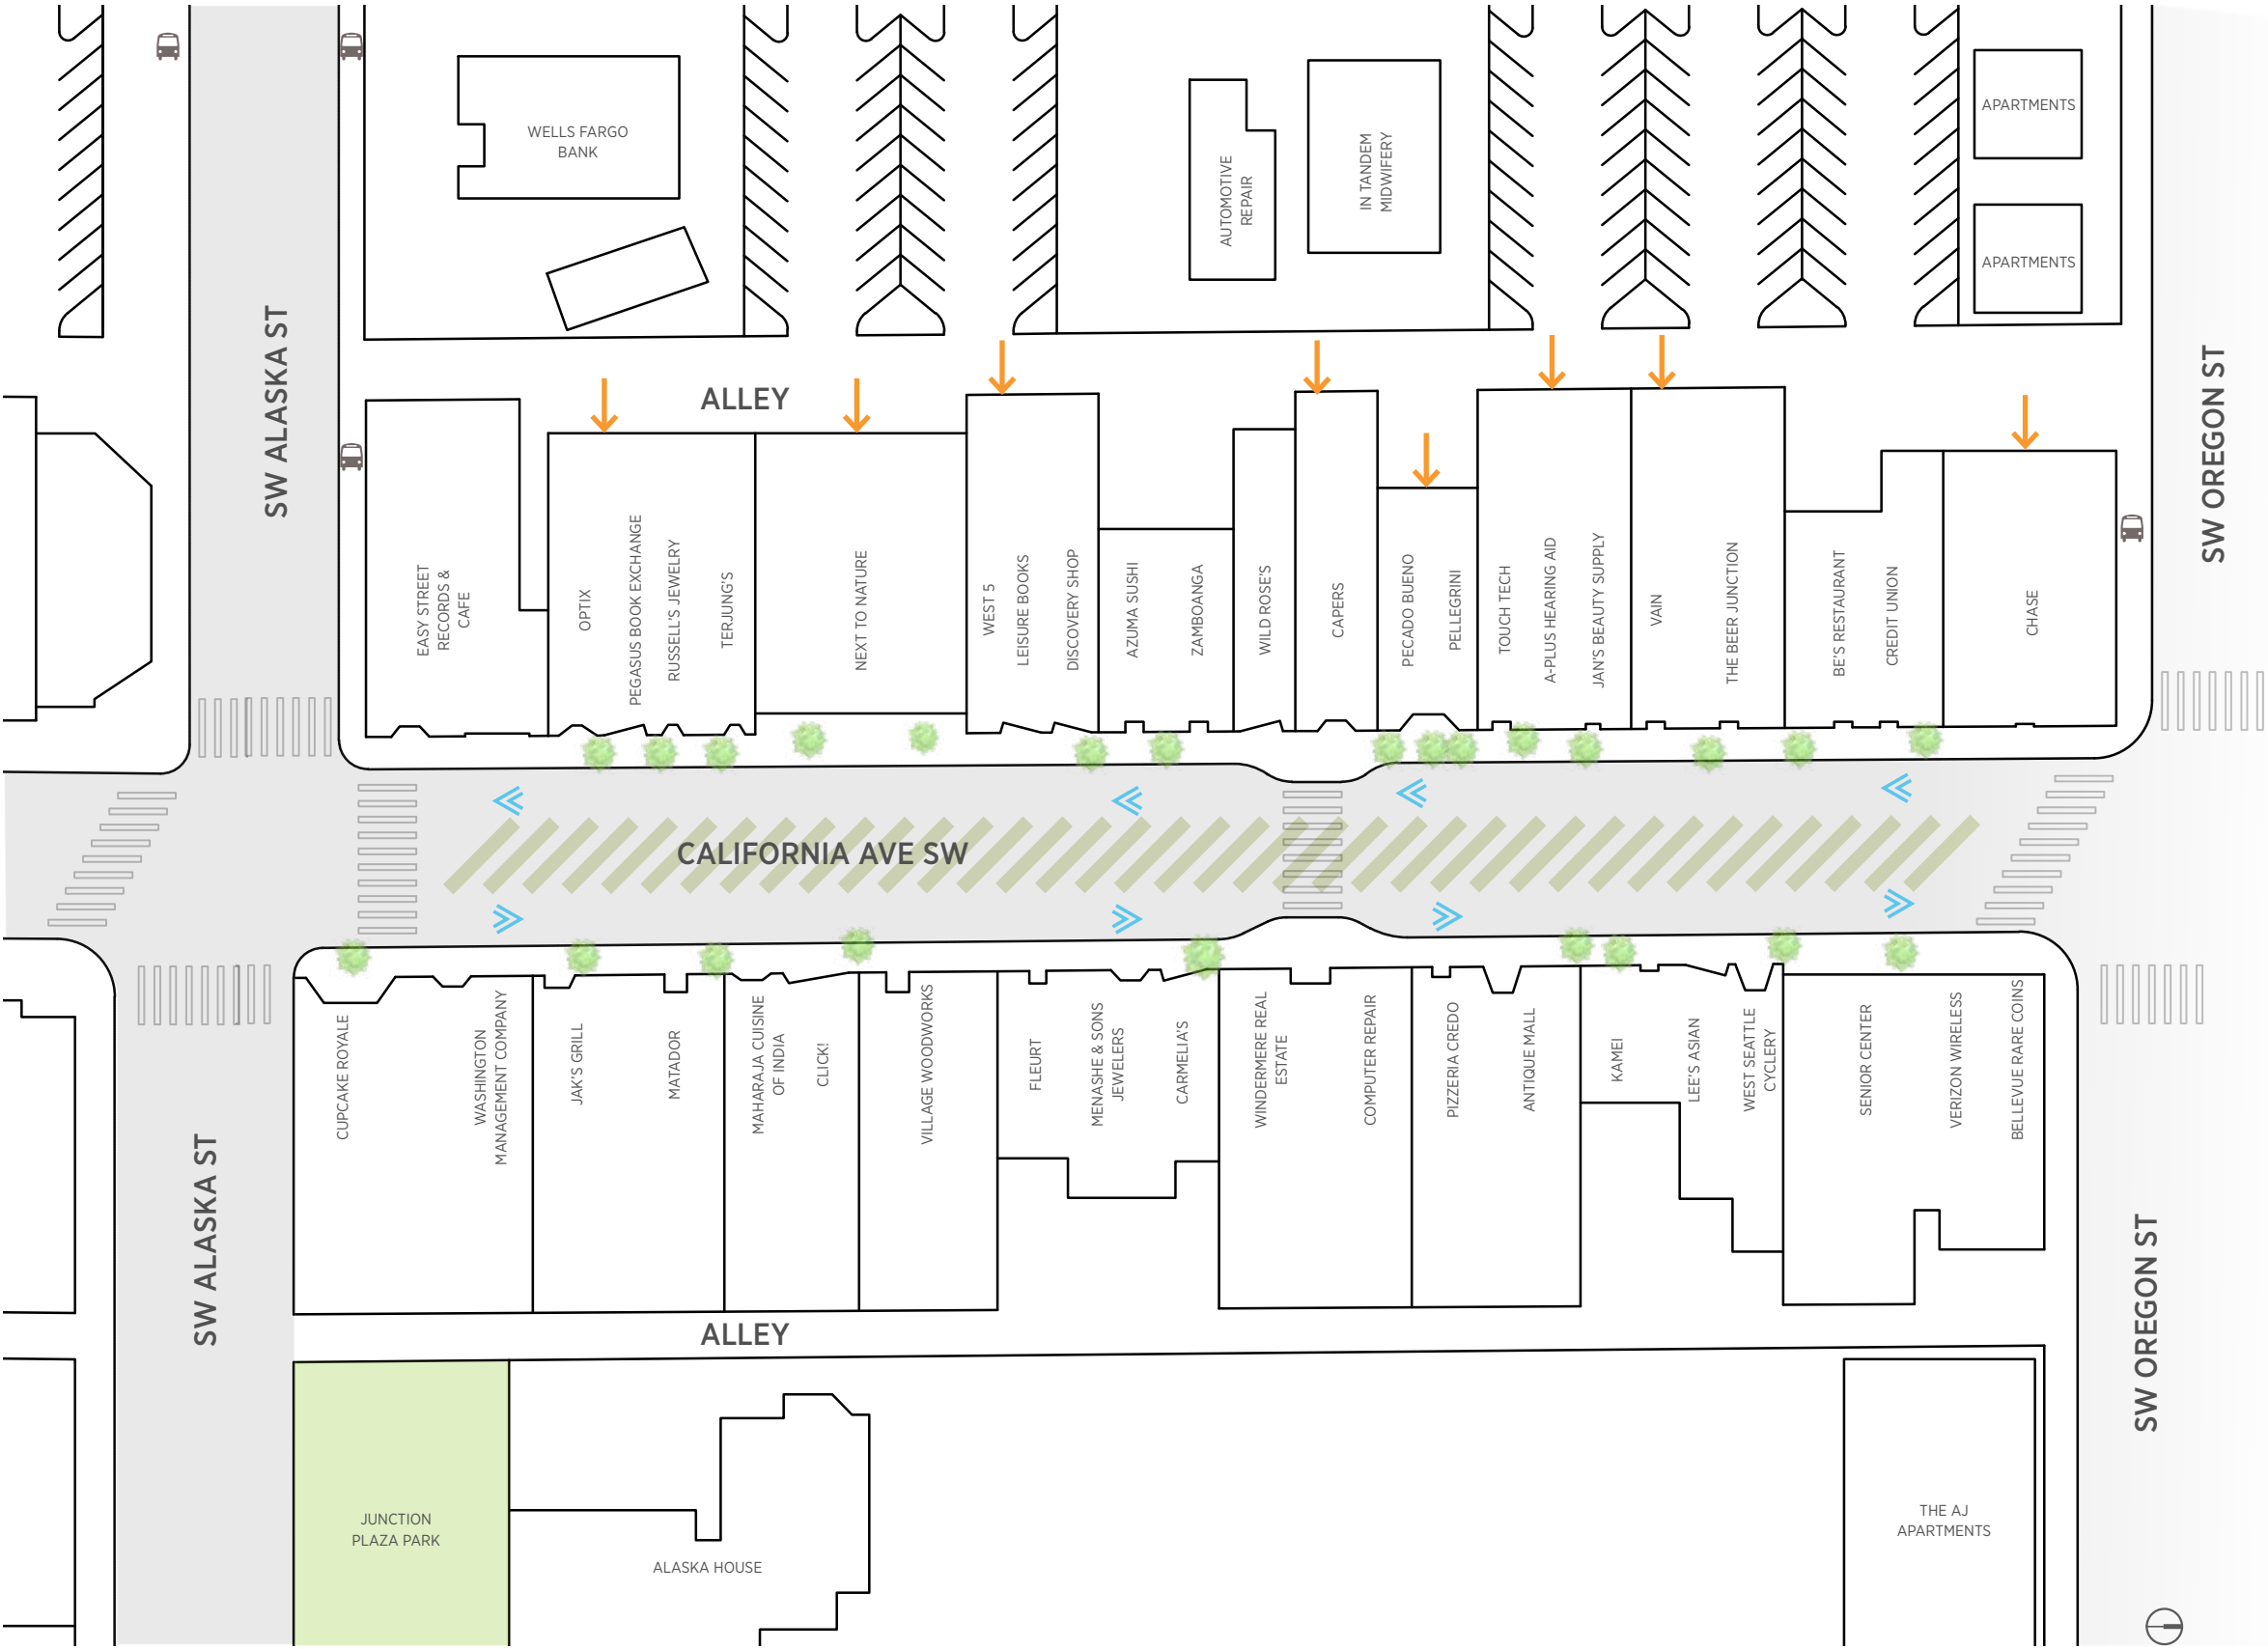 WELLS FARGO
BANK
AUTOMOTIVE
REPAIR
IN TANDEM
MIDWIFERY
APARTMENTS
APARTMENTS
SW ALASKA ST
ALLEY
SW OREGON ST
EASY STREET
RECORDS &
CAFE
OPTIX
PEGASUS BOOK EXCHANGE
RUSSELL'S JEWELRY
TERJUNG'S
NEXT TO NATURE
WEST 5
LEISURE BOOKS
DISCOVERY SHOP
AZUMA SUSHI
ZAMBOANGA
WILD ROSE'S
CAPERS
PECADO BUENO
PELLEGRINI
TOUCH TECH
A-PLUS HEARING AID
JAN'S BEAUTY SUPPLY
VAIN
THE BEER JUNCTION
BE'S RESTAURANT
CREDIT UNION
CHASE
CALIFORNIA AVE SW
CUPCAKE ROYALE
WASHINGTON
MANAGEMENT COMPANY
JAK'S GRILL
MATADOR
MAHARAJA CUISINE
OF INDIA
CLICK!
VILLAGE WOODWORKS
FLEURT
MENASHE & SONS
JEWELERS
CARMELIA'S
WINDERMERE REAL
ESTATE
COMPUTER REPAIR
PIZZERIA CREDO
ANTIQUE MALL
KAMEI
LEE'S ASIAN
WEST SEATTLE
CYCLERY
SENIOR CENTER
VERIZON WIRELESS
BELLEVUE RARE COINS
SW ALASKA ST
ALLEY
SW OREGON ST
JUNCTION
PLAZA PARK
ALASKA HOUSE
THE AJ
APARTMENTS